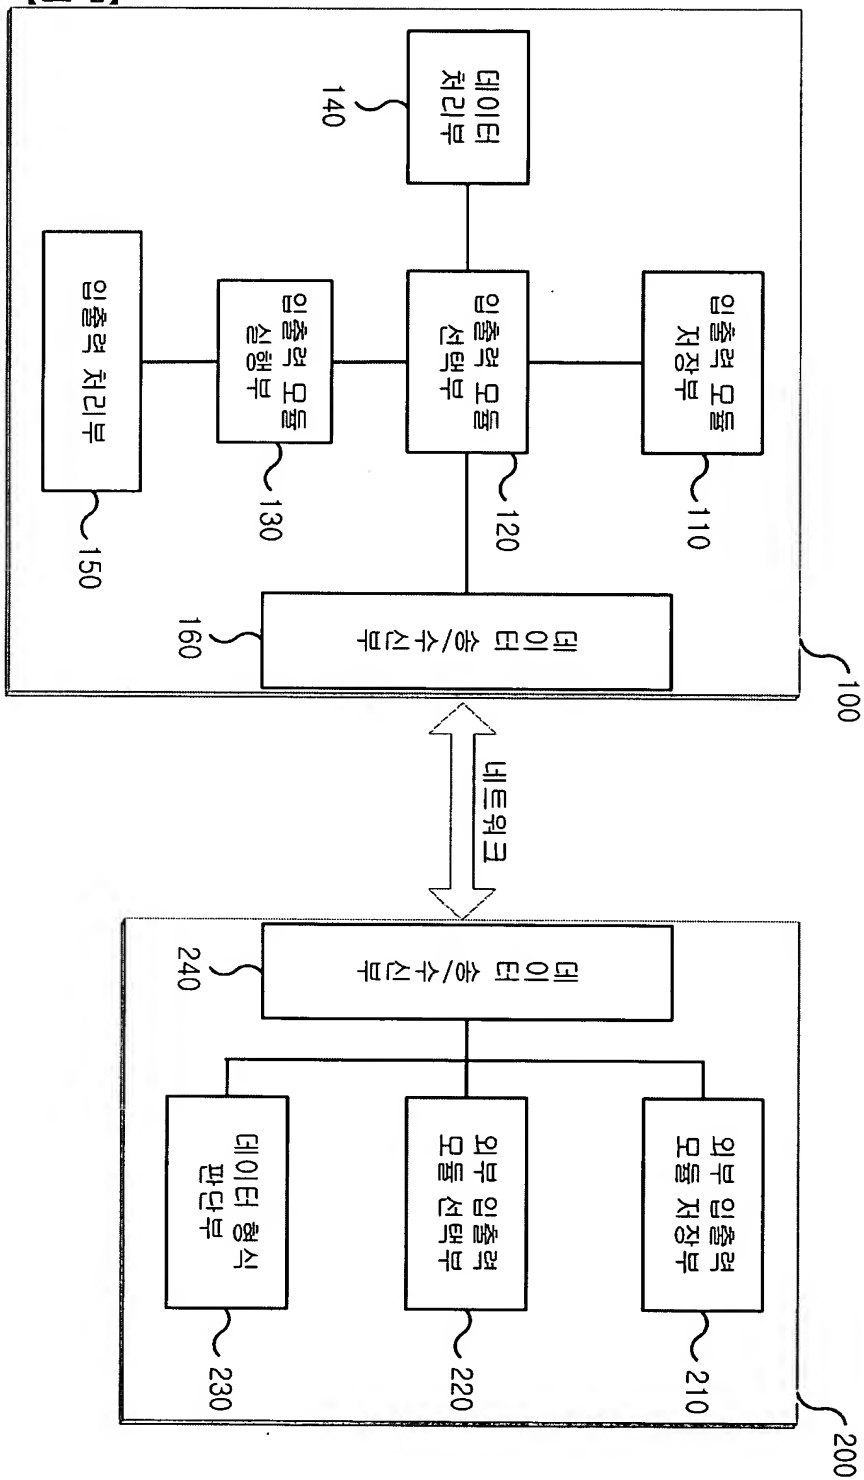 100
200
입출력 모듈
저장부
110
외부 입출력
모듈 저장부
210
데이터
처리부
140
입출력 모듈
선택부
120
데이터 송/수신부
160
네트워크
데이터 송/수신부
240
외부 입출력
모듈 선택부
220
입출력 모듈
실행부
130
데이터 형식
판단부
230
입출력 처리부
150